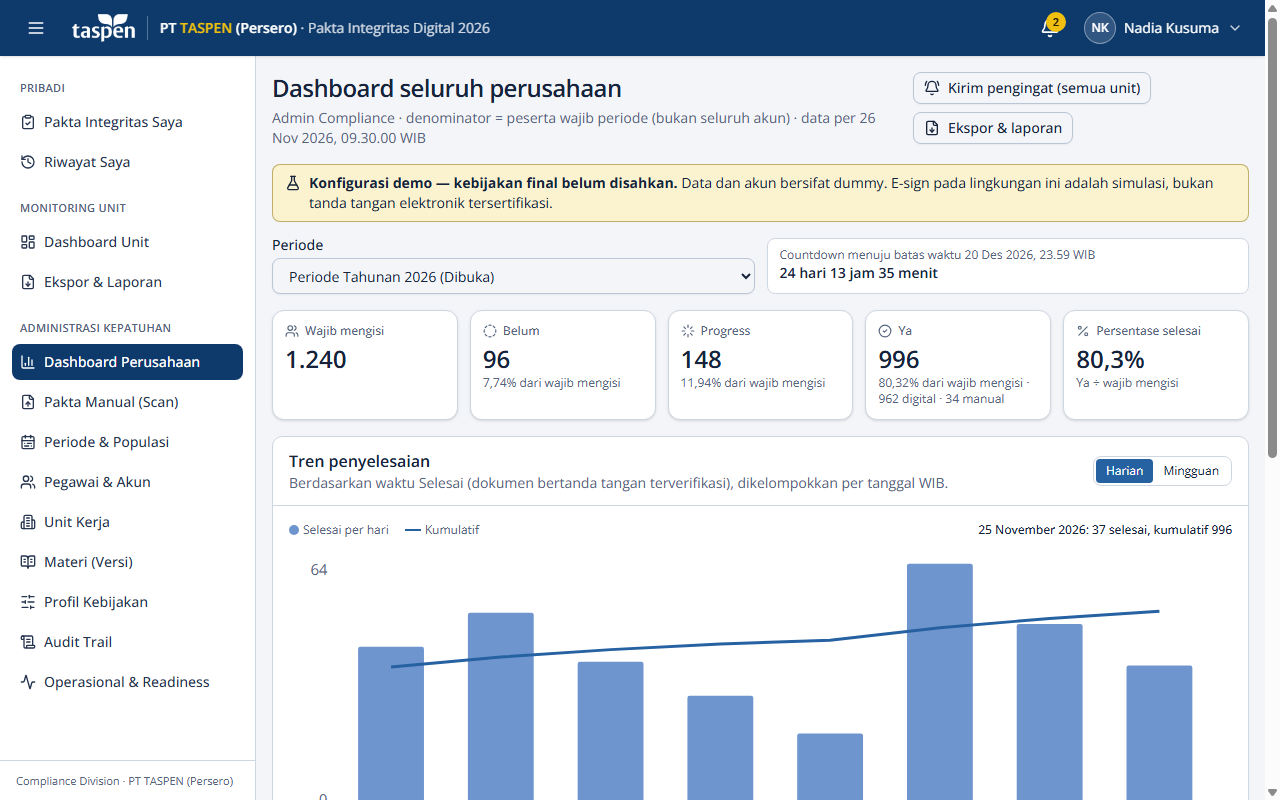 taspen
PT TASPEN (Persero) · Pakta Integritas Digital 2026
2
NK
Nadia Kusuma
PRIBADI
Pakta Integritas Saya
Riwayat Saya
MONITORING UNIT
Dashboard Unit
Ekspor & Laporan
ADMINISTRASI KEPATUHAN
Dashboard Perusahaan
Pakta Manual (Scan)
Periode & Populasi
Pegawai & Akun
Unit Kerja
Materi (Versi)
Profil Kebijakan
Audit Trail
Operasional & Readiness
Compliance Division · PT TASPEN (Persero)
Dashboard seluruh perusahaan
Admin Compliance · denominator = peserta wajib periode (bukan seluruh akun) · data per 26
Nov 2026, 09.30.00 WIB
Kirim pengingat (semua unit)
Ekspor & laporan
Konfigurasi demo — kebijakan final belum disahkan. Data dan akun bersifat dummy. E-sign pada lingkungan ini adalah simulasi, bukan
tanda tangan elektronik tersertifikasi.
Periode
Periode Tahunan 2026 (Dibuka)
Countdown menuju batas waktu 20 Des 2026, 23.59 WIB
24 hari 13 jam 35 menit
Wajib mengisi
1.240
Belum
96
7,74% dari wajib mengisi
Progress
148
11,94% dari wajib mengisi
Ya
996
80,32% dari wajib mengisi ·
962 digital · 34 manual
Persentase selesai
80,3%
Ya ÷ wajib mengisi
Tren penyelesaian
Berdasarkan waktu Selesai (dokumen bertanda tangan terverifikasi), dikelompokkan per tanggal WIB.
Harian
Mingguan
Selesai per hari
Kumulatif
25 November 2026: 37 selesai, kumulatif 996
64
0